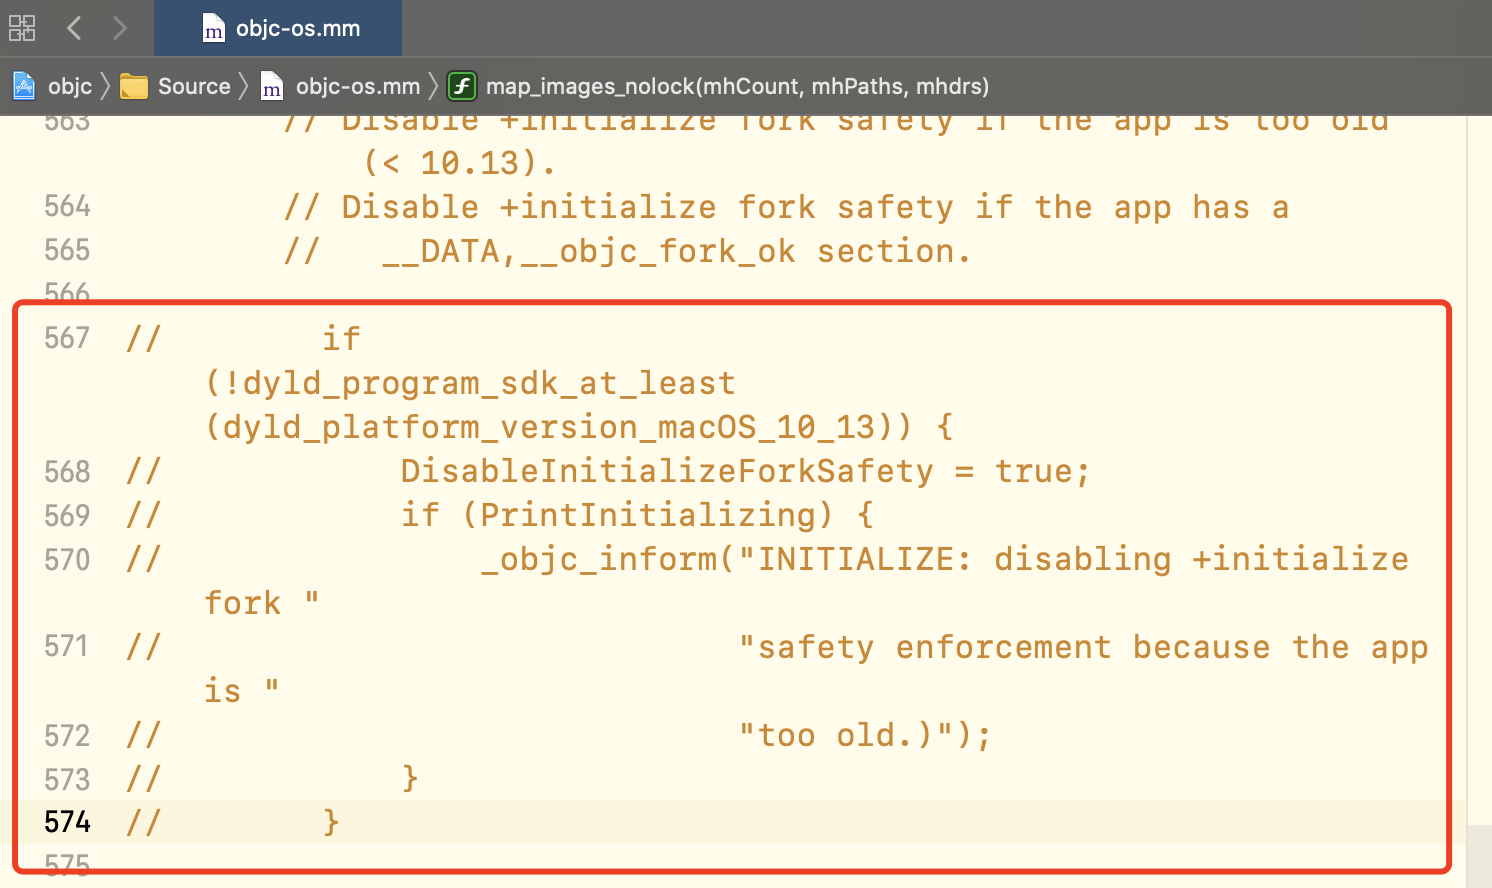 objc-os.mm
objc Source objc-os.mm map_images_nolock(mhCount, mhPaths, mhdrs)
563 // Disable +initialize fork safety if the app is too old
(< 10.13).
564 // Disable +initialize fork safety if the app has a
565 //   __DATA,__objc_fork_ok section.
566
567 //        if
(!dyld_program_sdk_at_least
(dyld_platform_version_macOS_10_13)) {
568 //            DisableInitializeForkSafety = true;
569 //            if (PrintInitializing) {
570 //                _objc_inform("INITIALIZE: disabling +initialize
fork "
571 //                             "safety enforcement because the app
is "
572 //                             "too old.)");
573 //            }
574 //        }
575